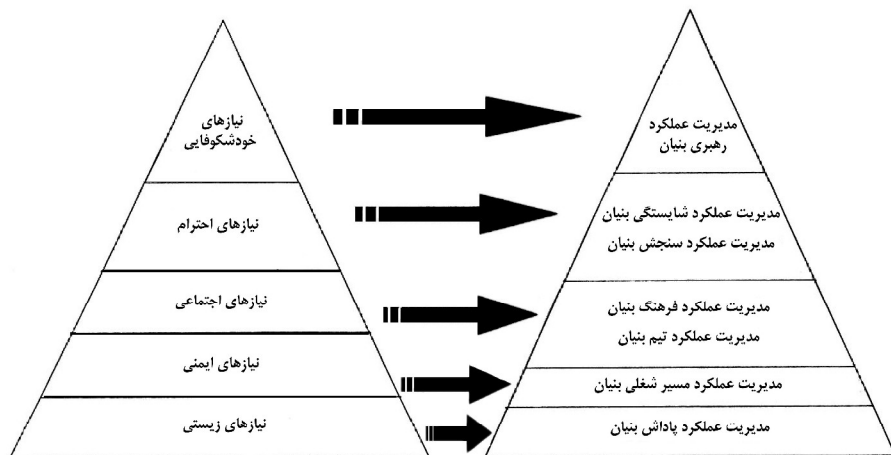 نیازهای
خودشکوفایی
نیازهای احترام
نیازهای اجتماعی
نیازهای ایمنی
نیازهای زیستی
مدیریت عملکرد
رهبری بنیان
مدیریت عملکرد شایستگی بنیان
مدیریت عملکرد سنجش بنیان
مدیریت عملکرد فرهنگ بنیان
مدیریت عملکرد تیم بنیان
مدیریت عملکرد مسیر شغلی بنیان
مدیریت عملکرد پاداش بنیان